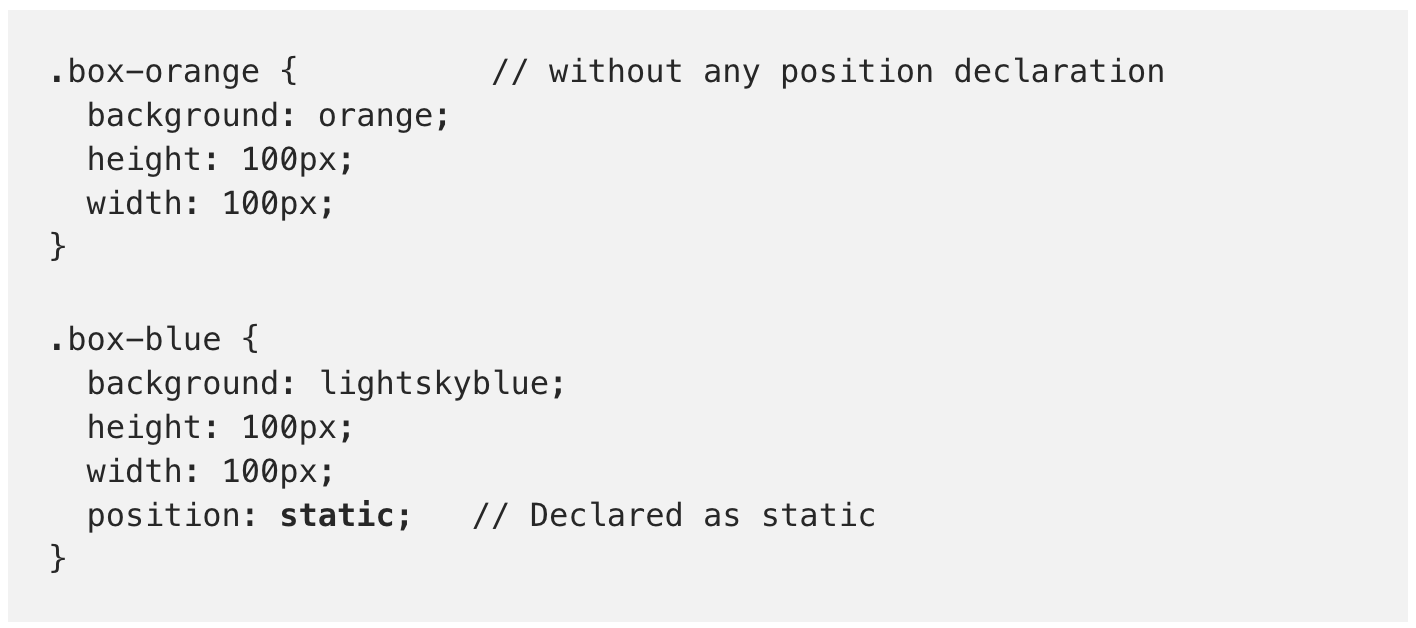 .box-orange {          // without any position declaration
  background: orange;
  height: 100px;
  width: 100px;
}

.box-blue {
  background: lightskyblue;
  height: 100px;
  width: 100px;
  position: static;   // Declared as static
}